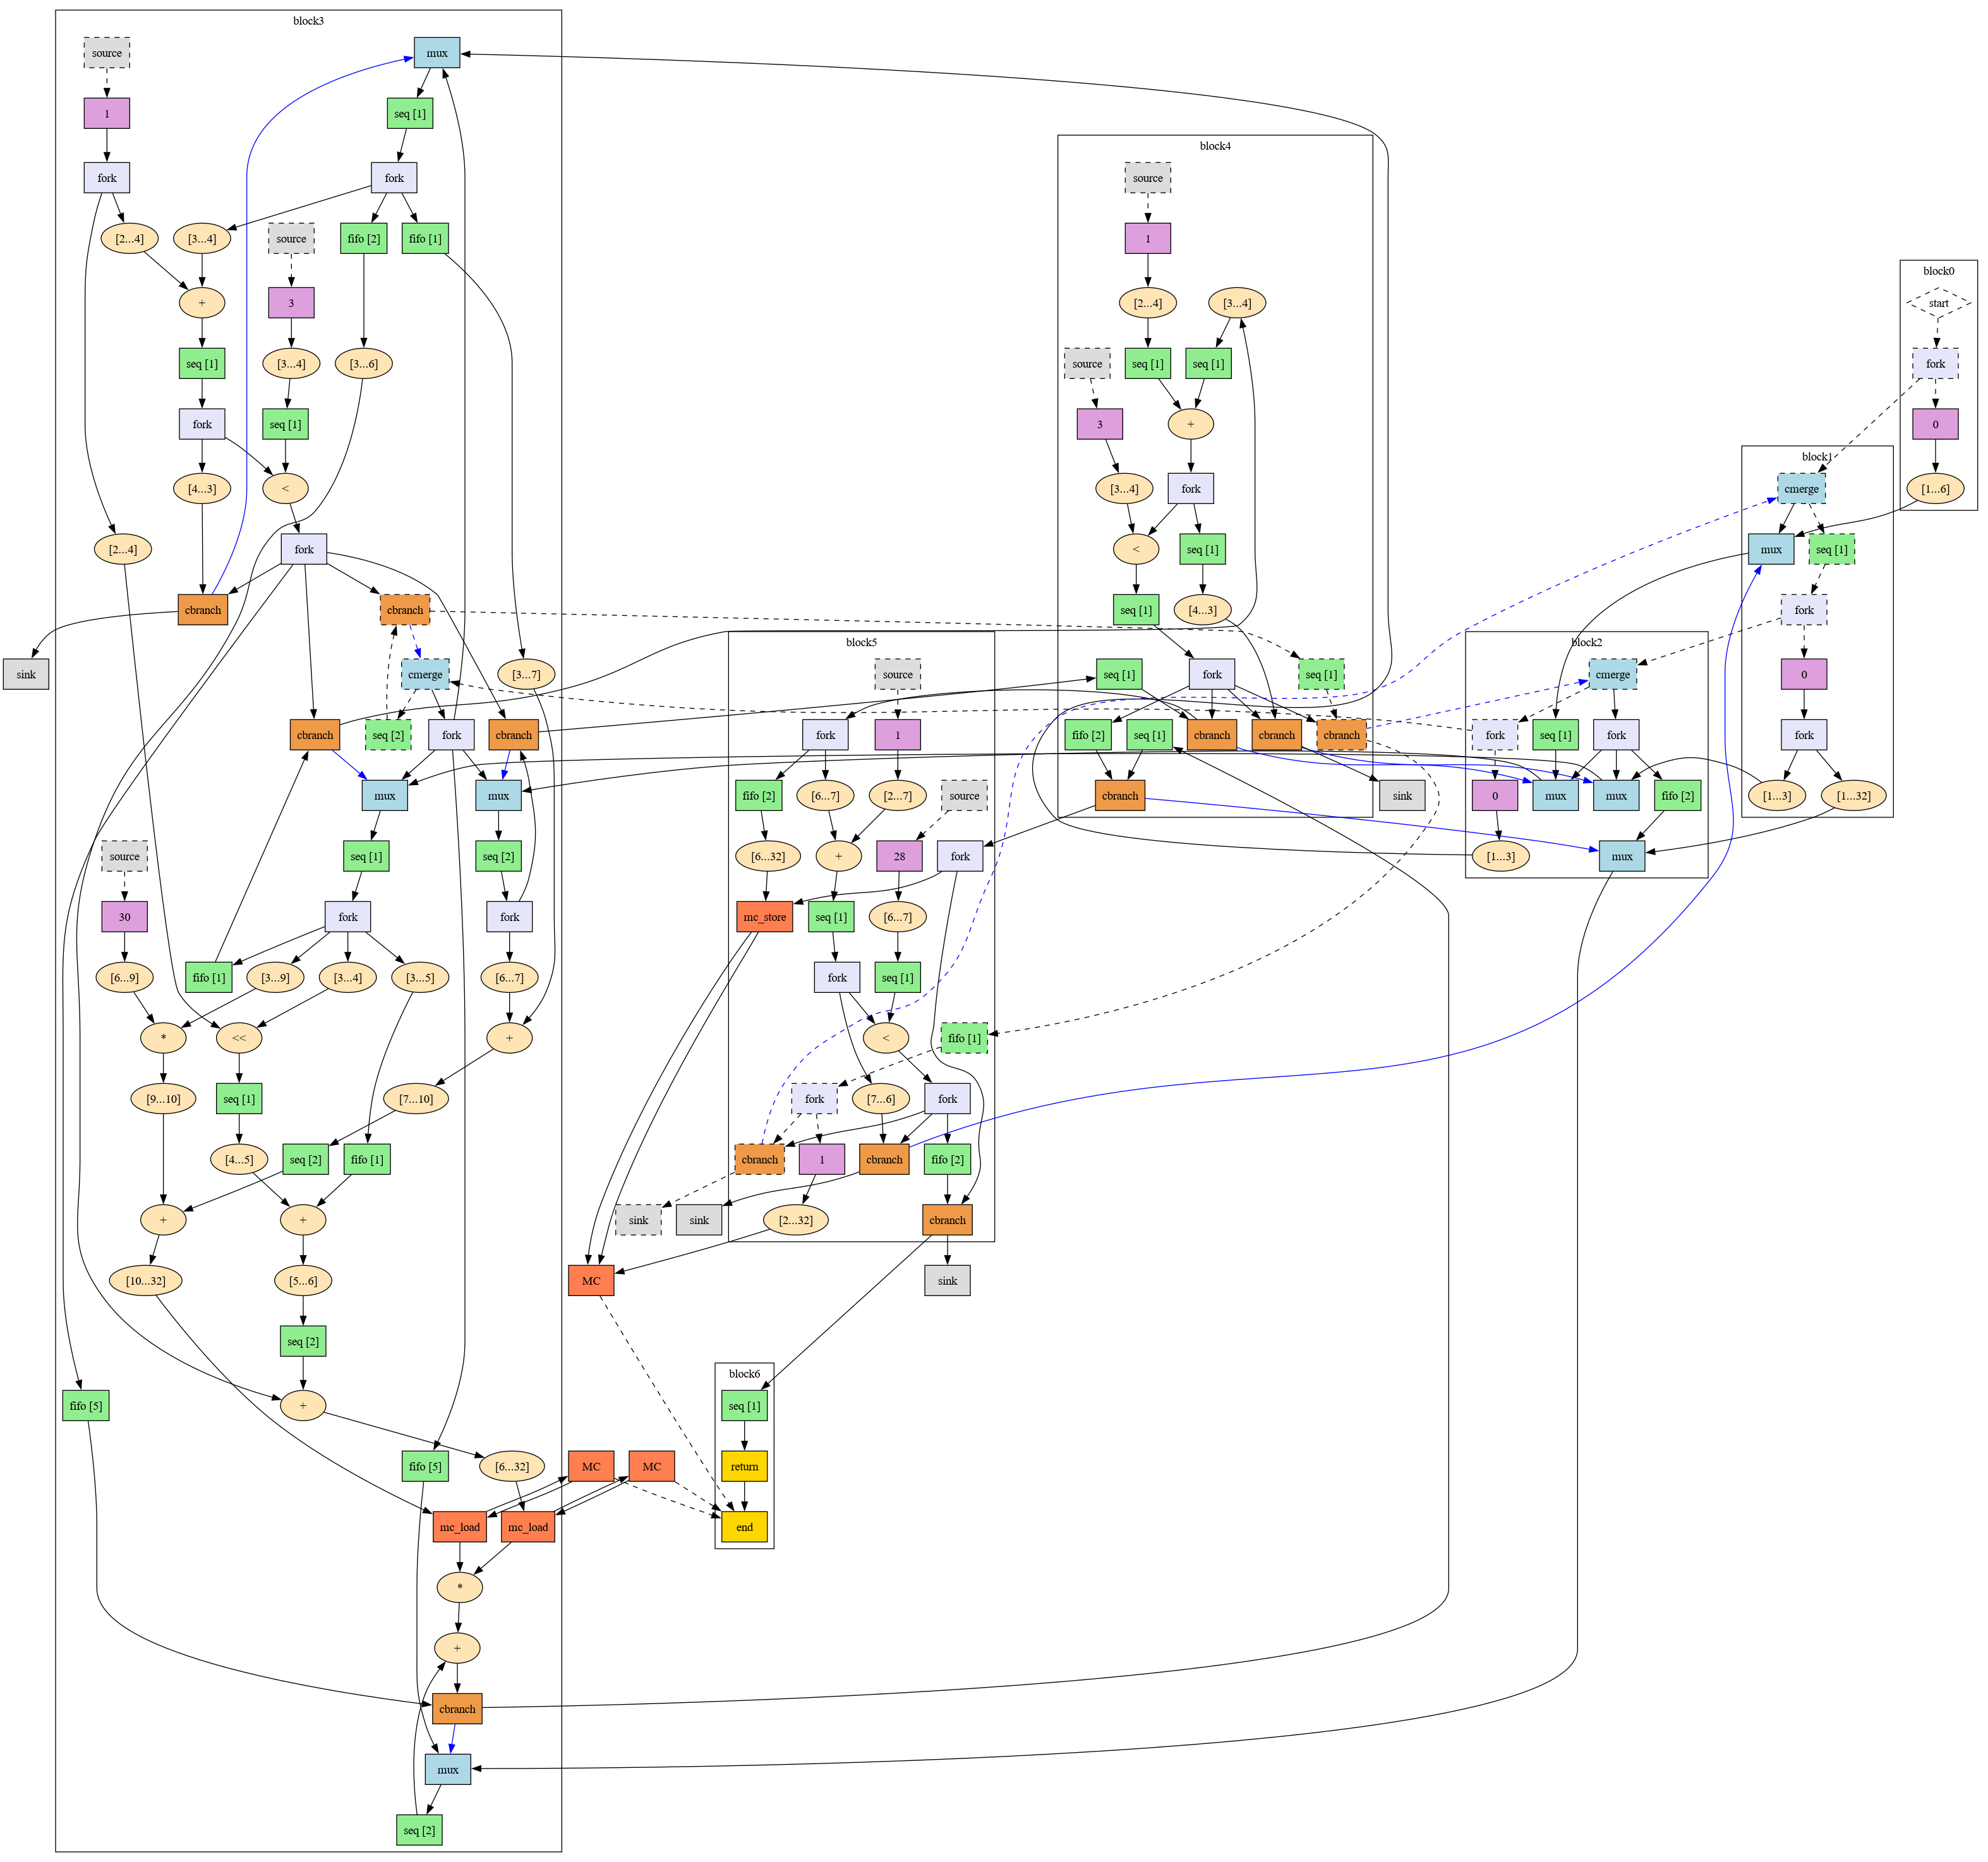 block3
source
mux
1
seq [1]
fork
fork
[2...4]
[3...4]
source
fifo [2]
fifo [1]
+
3
seq [1]
[3...4]
[3...6]
fork
seq [1]
[4...3]
<
[2...4]
fork
cbranch
cbranch
sink
cmerge
[3...7]
cbranch
seq [2]
fork
cbranch
mux
mux
source
seq [1]
seq [2]
30
fork
fork
[6...9]
fifo [1]
[3...9]
[3...4]
[3...5]
[6...7]
*
<<
+
[9...10]
seq [1]
[7...10]
[4...5]
seq [2]
fifo [1]
+
+
[10...32]
[5...6]
seq [2]
fifo [5]
+
fifo [5]
[6...32]
mc_load
mc_load
*
+
cbranch
mux
seq [2]
block4
source
1
[2...4]
[3...4]
source
seq [1]
seq [1]
3
+
[3...4]
fork
<
seq [1]
seq [1]
[4...3]
seq [1]
fork
seq [1]
fifo [2]
seq [1]
cbranch
cbranch
cbranch
cbranch
sink
block0
start
fork
0
[1...6]
block1
cmerge
mux
seq [1]
fork
0
fork
[1...3]
[1...32]
block2
cmerge
fork
seq [1]
fork
0
mux
mux
fifo [2]
[1...3]
mux
block5
source
fork
1
fifo [2]
[6...7]
[2...7]
source
[6...32]
+
28
fork
mc_store
seq [1]
[6...7]
fork
seq [1]
<
fifo [1]
fork
[7...6]
fork
cbranch
1
cbranch
fifo [2]
sink
sink
[2...32]
cbranch
MC
sink
block6
seq [1]
MC
MC
return
end